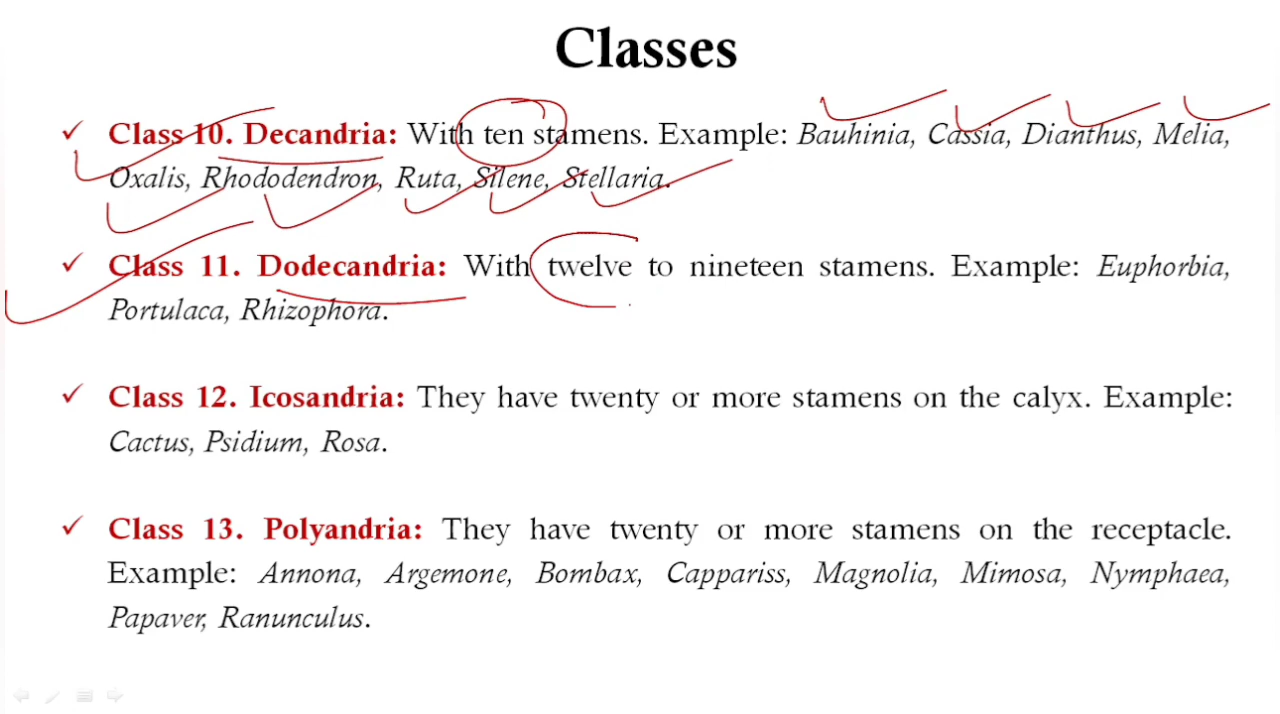 Classes
✓ Class 10. Decandria: With ten stamens. Example: Bauhinia, Cassia, Dianthus, Melia,
Oxalis, Rhododendron, Ruta, Silene, Stellaria.
✓ Class 11. Dodecandria: With twelve to nineteen stamens. Example: Euphorbia,
Portulaca, Rhizophora.
✓ Class 12. Icosandria: They have twenty or more stamens on the calyx. Example:
Cactus, Psidium, Rosa.
✓ Class 13. Polyandria: They have twenty or more stamens on the receptacle.
Example: Annona, Argemone, Bombax, Cappariss, Magnolia, Mimosa, Nymphaea,
Papaver, Ranunculus.